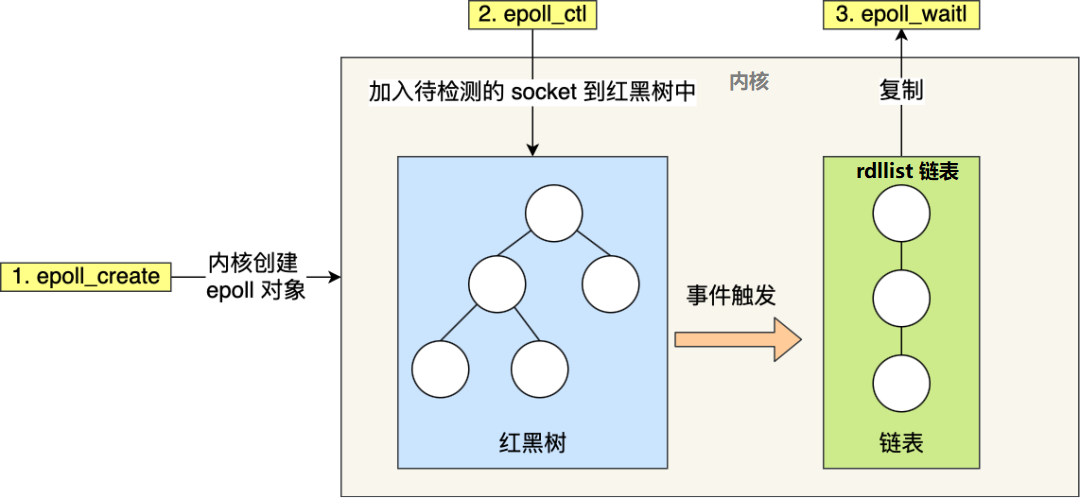 2. epoll_ctl
3. epoll_waitl
加入待检测的 socket 到红黑树中
内核
复制
rdllist 链表
1. epoll_create
内核创建
epoll 对象
事件触发
红黑树
链表